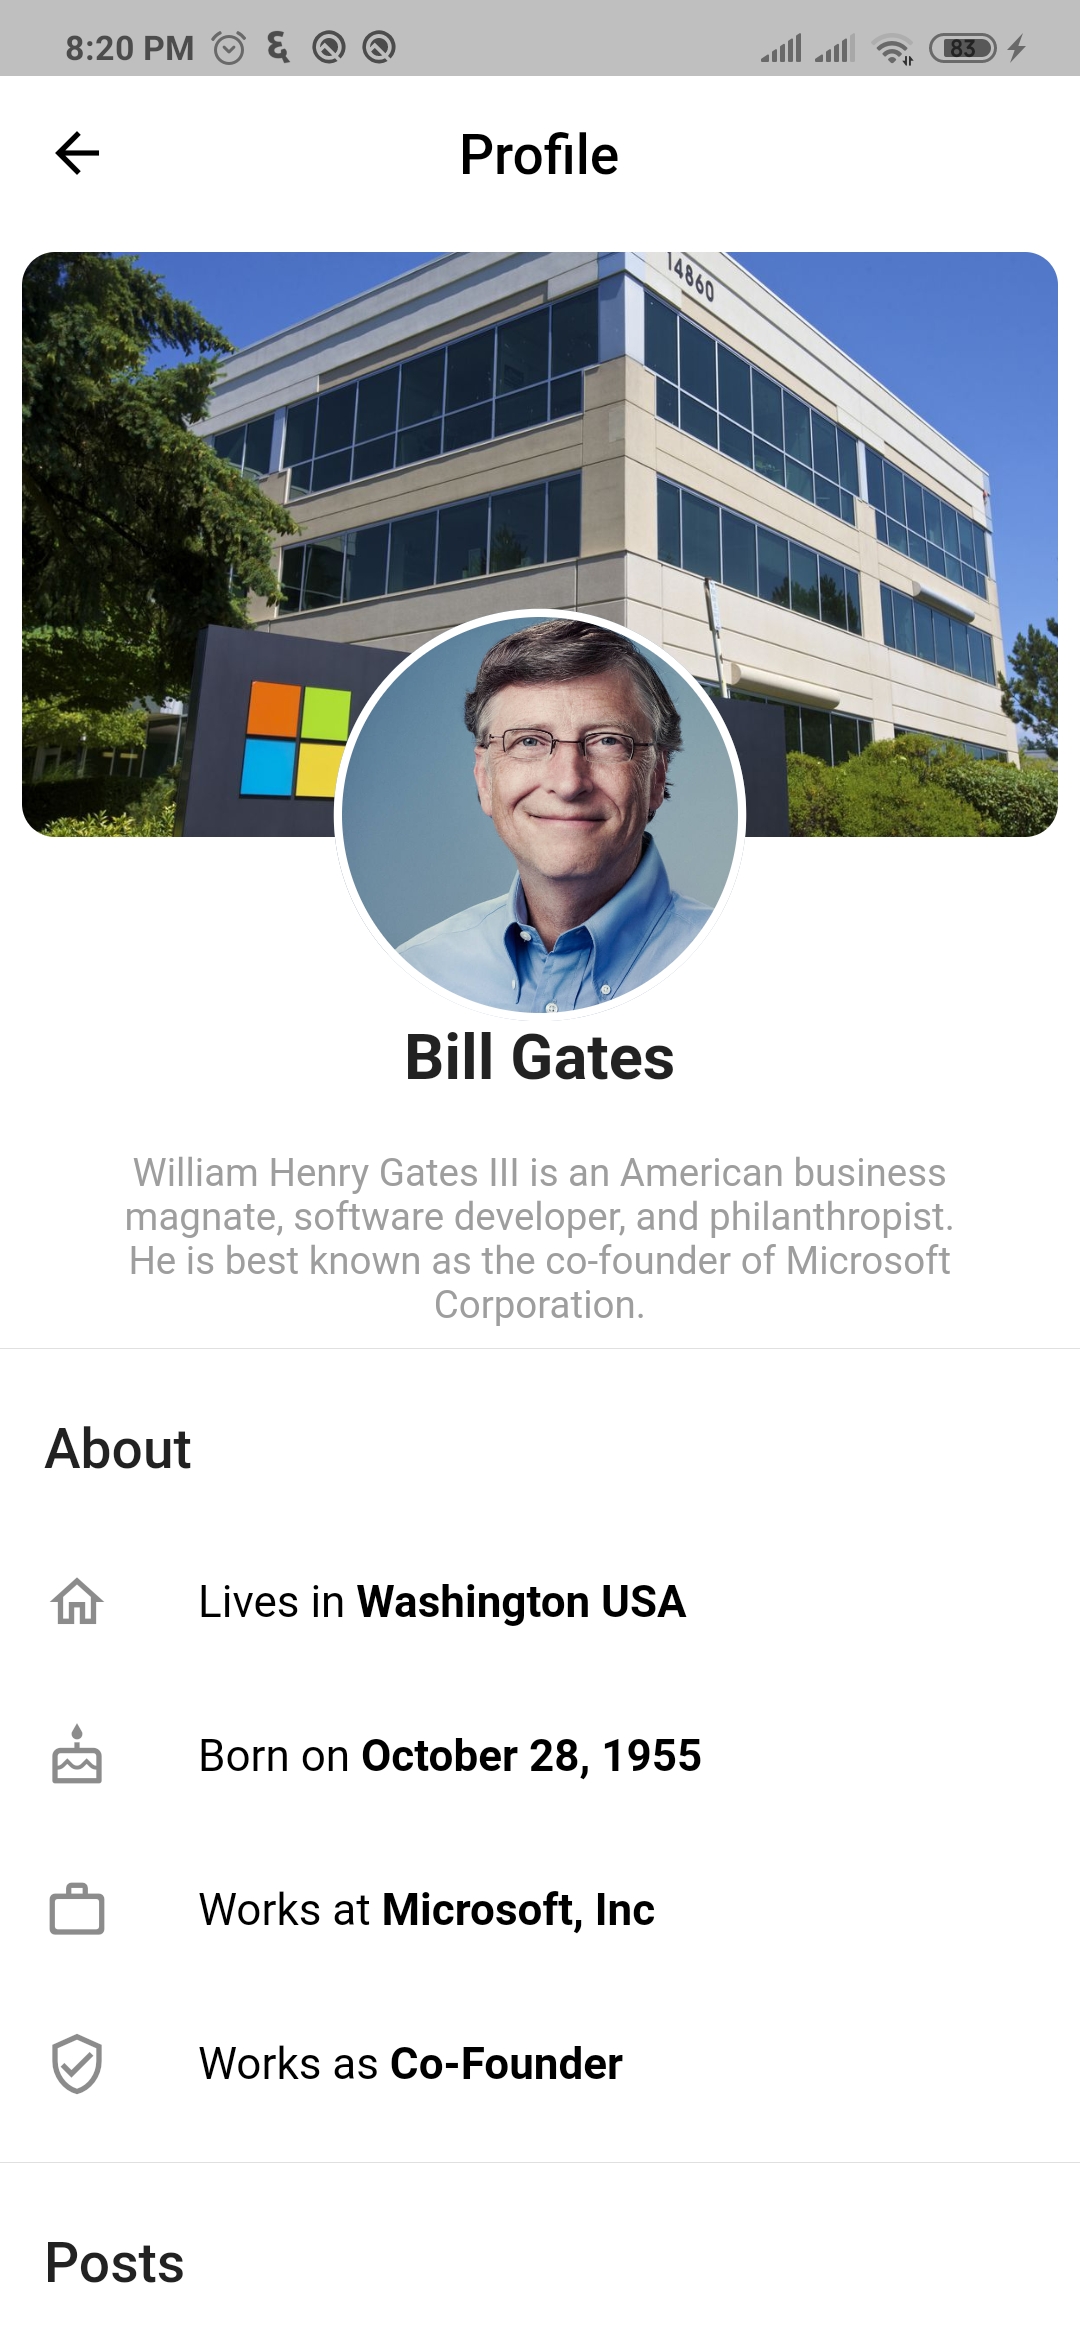 8:20 PM
83
Profile
14860
Bill Gates
William Henry Gates III is an American business
magnate, software developer, and philanthropist.
He is best known as the co-founder of Microsoft
Corporation.
About
Lives in Washington USA
Born on October 28, 1955
Works at Microsoft, Inc
Works as Co-Founder
Posts